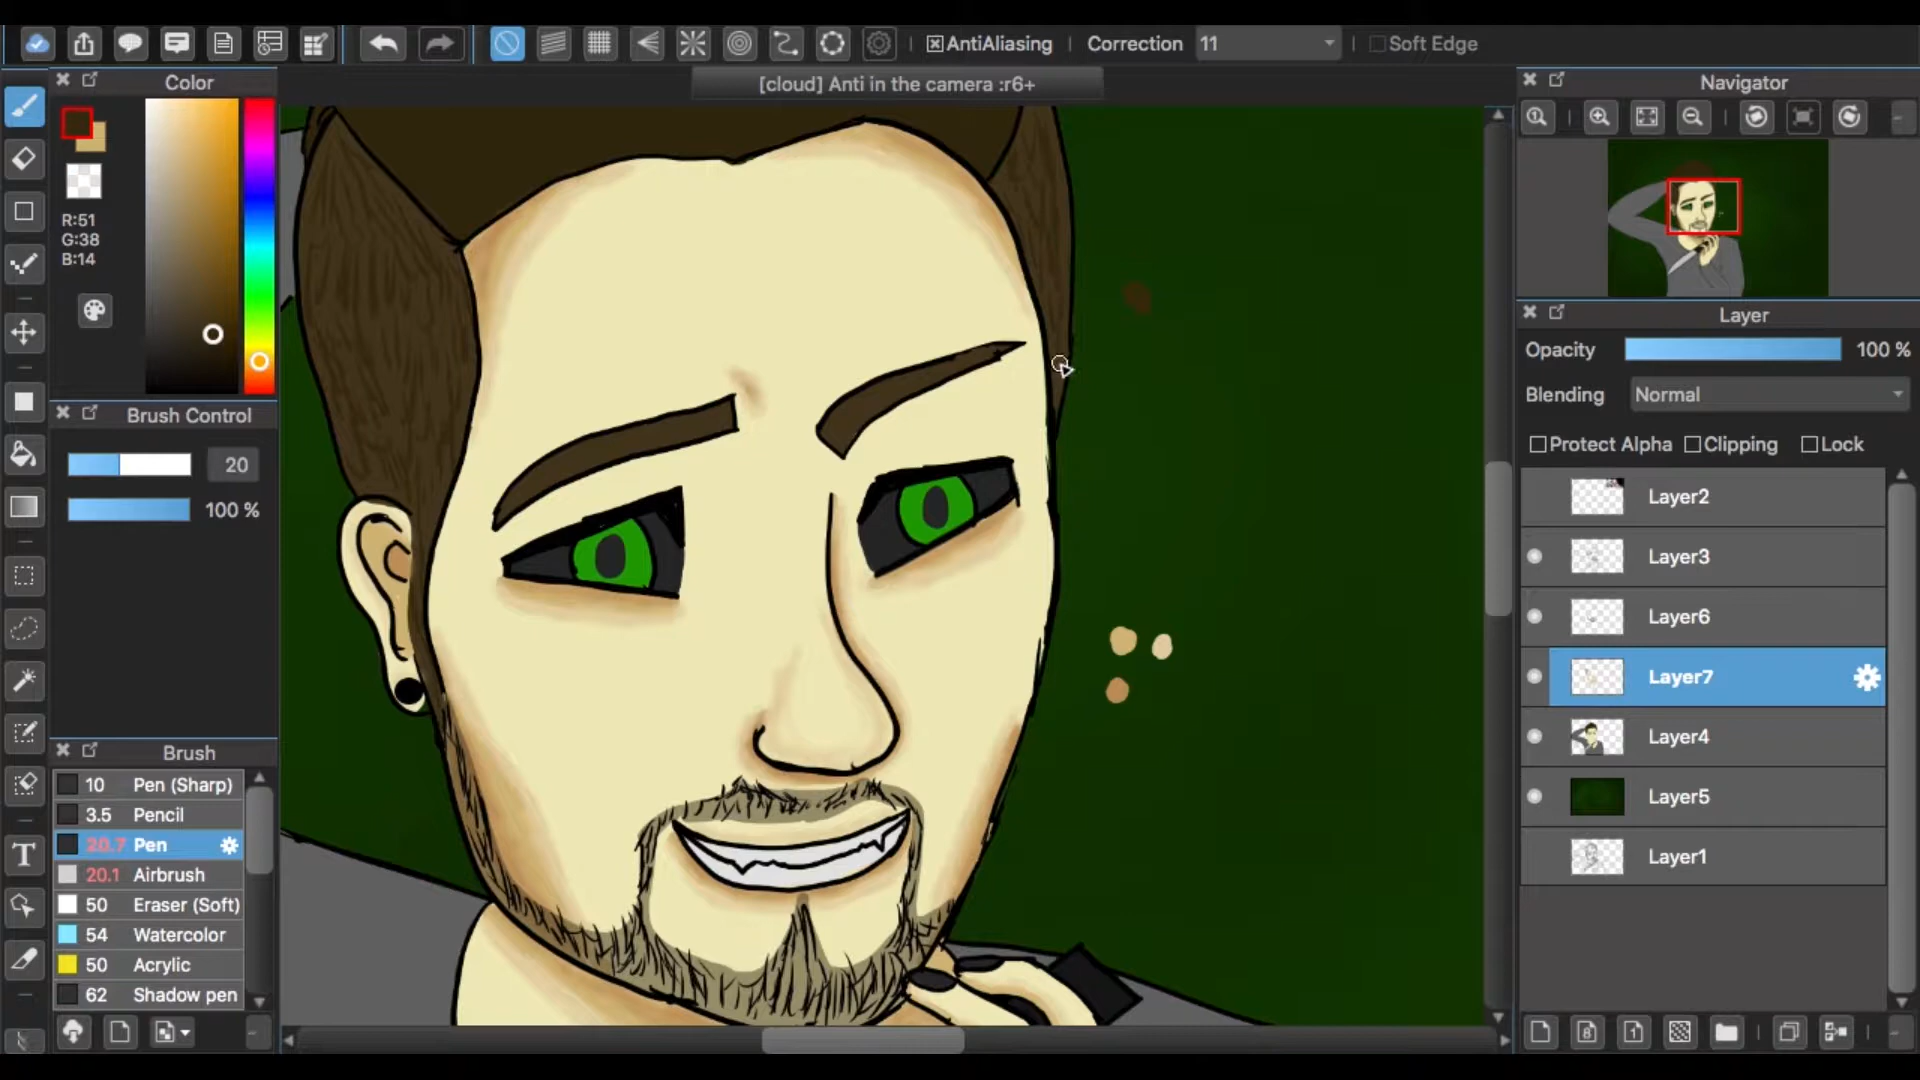 AntiAliasing
Correction
11
Soft Edge
[cloud] Anti in the camera :r6+
Color
R:51
G:38
B:14
Brush Control
20
100 %
Brush
10 Pen (Sharp)
3.5 Pencil
20.7 Pen
20.1 Airbrush
50 Eraser (Soft)
54 Watercolor
50 Acrylic
62 Shadow pen
T
Navigator
Layer
Opacity 100 %
Blending Normal
Protect Alpha Clipping Lock
Layer2
Layer3
Layer6
Layer7
Layer4
Layer5
Layer1
8
1